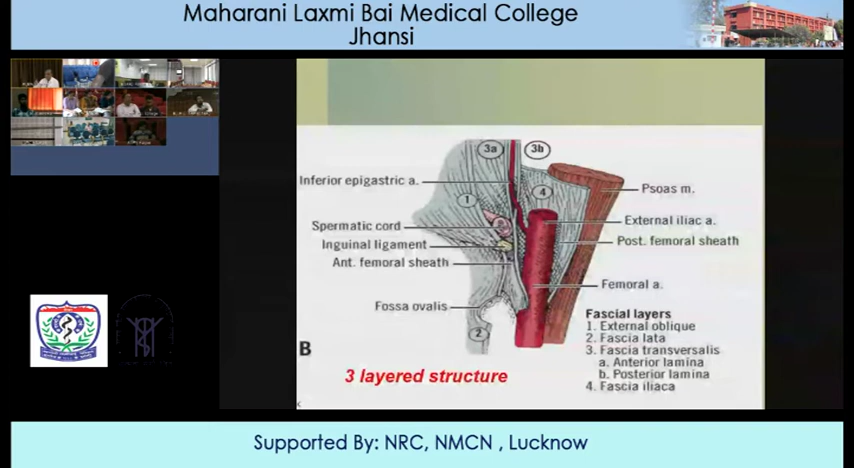 Maharani Laxmi Bai Medical College
Jhansi
3a
3b
Inferior epigastric a.
4
Psoas m.
1
External iliac a.
Spermatic cord
Post. femoral sheath
Inguinal ligament
Ant. femoral sheath
Femoral a.
Fossa ovalis
2
Fascial layers
1. External oblique
2. Fascia lata
3. Fascia transversalis
a. Anterior lamina
b. Posterior lamina
4. Fascia iliaca
B
3 layered structure
Supported By: NRC, NMCN , Lucknow